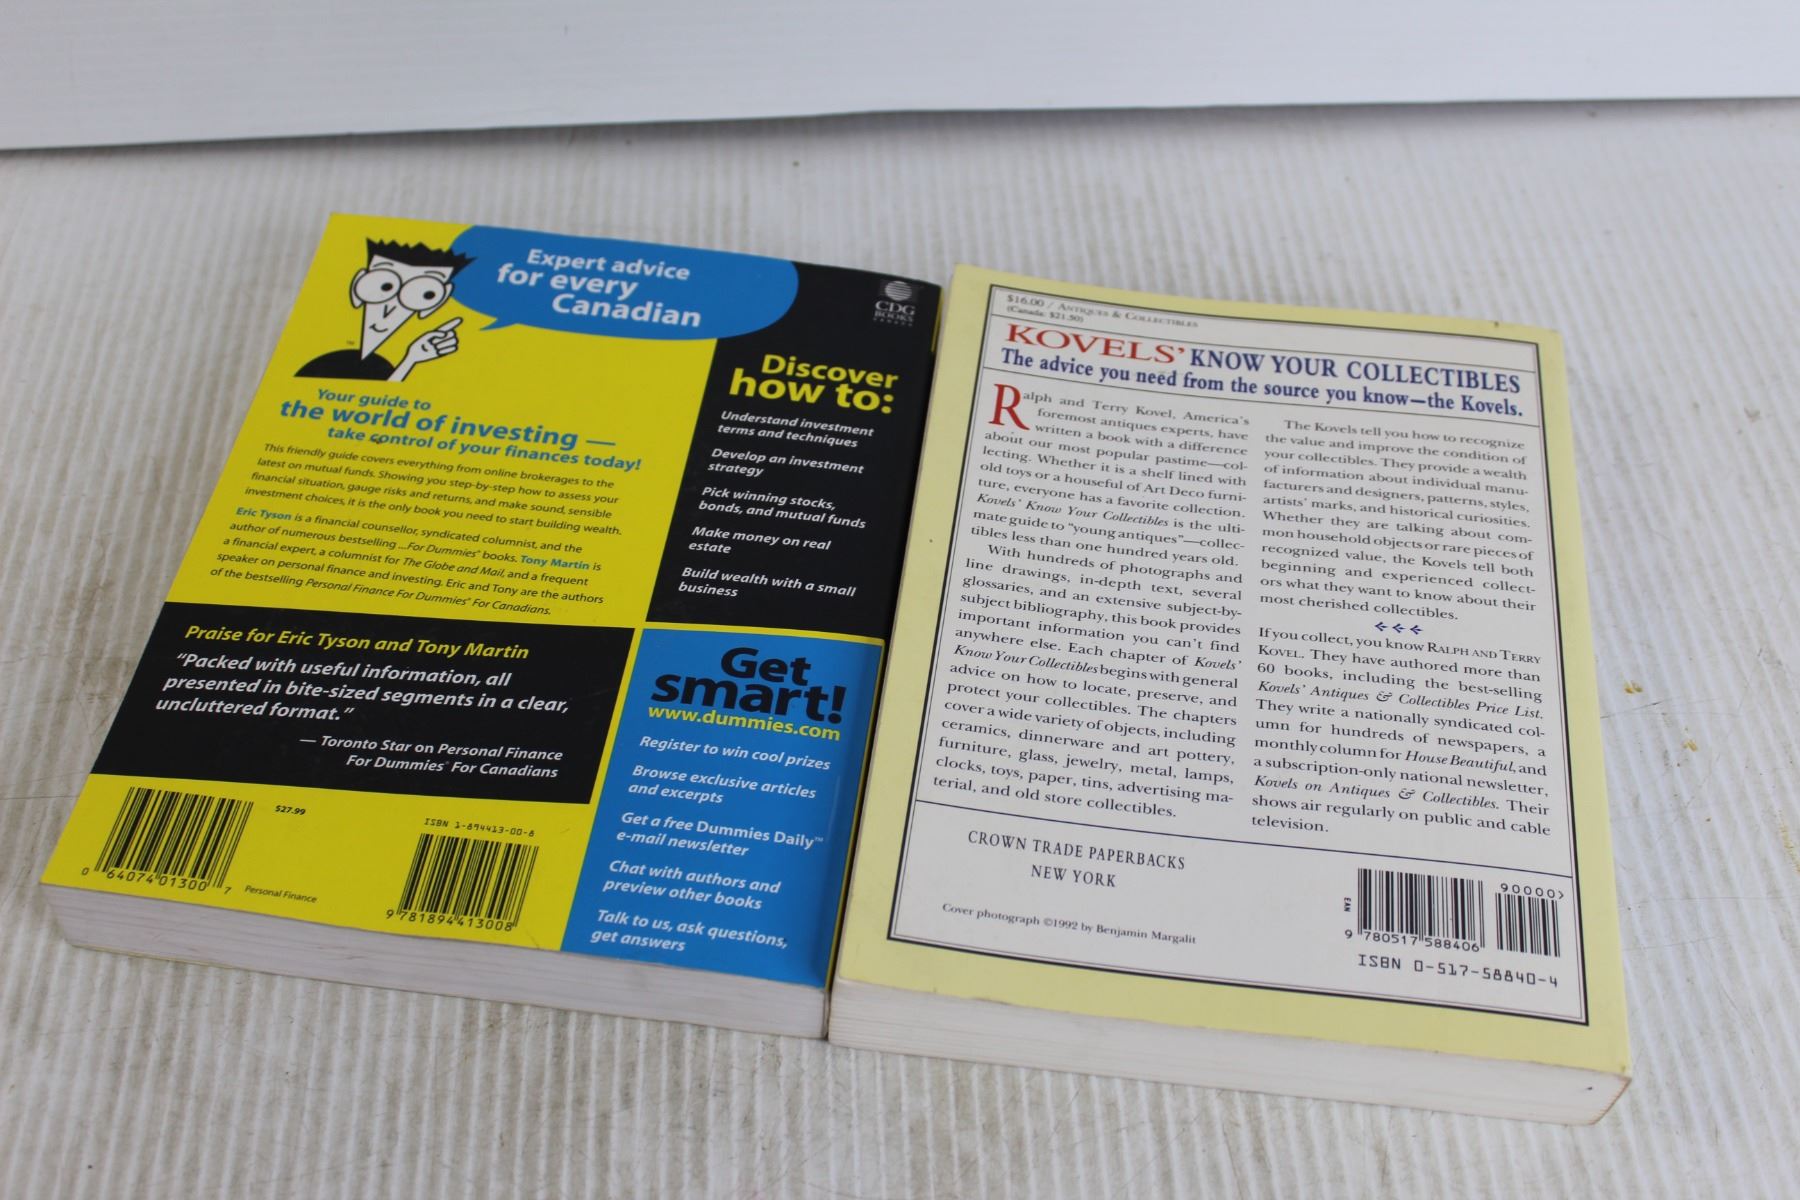 Expert advice
for every
Canadian
CDG
BOOKS
CANADA
™
Your guide to
the world of investing —
take control of your finances today!
This friendly guide covers everything from online brokerages to the
latest on mutual funds. Showing you step-by-step how to assess your
financial situation, gauge risks and returns, and make sound, sensible
investment choices, it is the only book you need to start building wealth.
Eric Tyson is a financial counsellor, syndicated columnist, and the
author of numerous bestselling ...For Dummies® books. Tony Martin is
a financial expert, a columnist for The Globe and Mail, and a frequent
speaker on personal finance and investing. Eric and Tony are the authors
of the bestselling Personal Finance For Dummies® For Canadians.
Discover
how to:
Understand investment
terms and techniques
Develop an investment
strategy
Pick winning stocks,
bonds, and mutual funds
Make money on real
estate
Build wealth with a small
business
Praise for Eric Tyson and Tony Martin
“Packed with useful information, all
presented in bite-sized segments in a clear,
uncluttered format.”
— Toronto Star on Personal Finance
For Dummies® For Canadians
Get
smart!
www.dummies.com
Register to win cool prizes
Browse exclusive articles
and excerpts
Get a free Dummies Daily™
e-mail newsletter
Chat with authors and
preview other books
Talk to us, ask questions,
get answers
$27.99
0 64074 01300 7
Personal Finance
ISBN 1-894413-00-8
9 781894 413008
$16.00 / ANTIQUES & COLLECTIBLES
(Canada: $21.50)
KOVELS' KNOW YOUR COLLECTIBLES
The advice you need from the source you know—the Kovels.
Ralph and Terry Kovel, America's
foremost antiques experts, have
written a book with a difference
about our most popular pastime—col-
lecting. Whether it is a shelf lined with
old toys or a houseful of Art Deco furni-
ture, everyone has a favorite collection.
Kovels' Know Your Collectibles is the ulti-
mate guide to “young antiques”—collec-
tibles less than one hundred years old.
With hundreds of photographs and
line drawings, in-depth text, several
glossaries, and an extensive subject-by-
subject bibliography, this book provides
important information you can't find
anywhere else. Each chapter of Kovels'
Know Your Collectibles begins with general
advice on how to locate, preserve, and
protect your collectibles. The chapters
cover a wide variety of objects, including
ceramics, dinnerware and art pottery,
furniture, glass, jewelry, metal, lamps,
clocks, toys, paper, tins, advertising ma-
terial, and old store collectibles.
The Kovels tell you how to recognize
the value and improve the condition of
your collectibles. They provide a wealth
of information about individual manu-
facturers and designers, patterns, styles,
artists' marks, and historical curiosities.
Whether they are talking about com-
mon household objects or rare pieces of
recognized value, the Kovels tell both
beginning and experienced collect-
ors what they want to know about their
most cherished collectibles.
If you collect, you know RALPH AND TERRY
KOVEL. They have authored more than
60 books, including the best-selling
Kovels' Antiques & Collectibles Price List.
They write a nationally syndicated col-
umn for hundreds of newspapers, a
monthly column for House Beautiful, and
a subscription-only national newsletter,
Kovels on Antiques & Collectibles. Their
shows air regularly on public and cable
television.
CROWN TRADE PAPERBACKS
NEW YORK
Cover photograph ©1992 by Benjamin Margalit
EAN
9 780517 588406
90000>
ISBN 0-517-58840-4